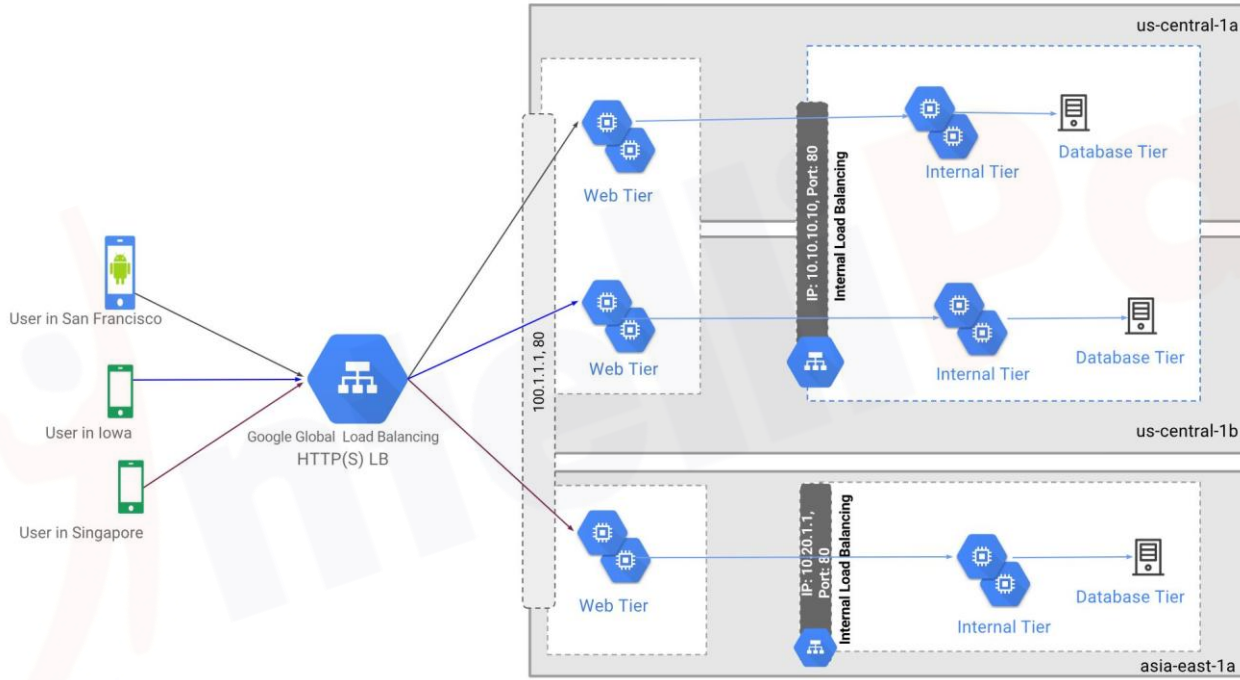 us-central-1a
Web Tier
Internal Tier
Database Tier
IP: 10.10.10.10, Port: 80
Internal Load Balancing
User in San Francisco
Web Tier
Internal Tier
Database Tier
100.1.1.1, 80
User in Iowa
Google Global Load Balancing
HTTP(S) LB
us-central-1b
User in Singapore
IP: 10.20.1.1,
Port: 80
Internal Load Balancing
Web Tier
Internal Tier
Database Tier
asia-east-1a